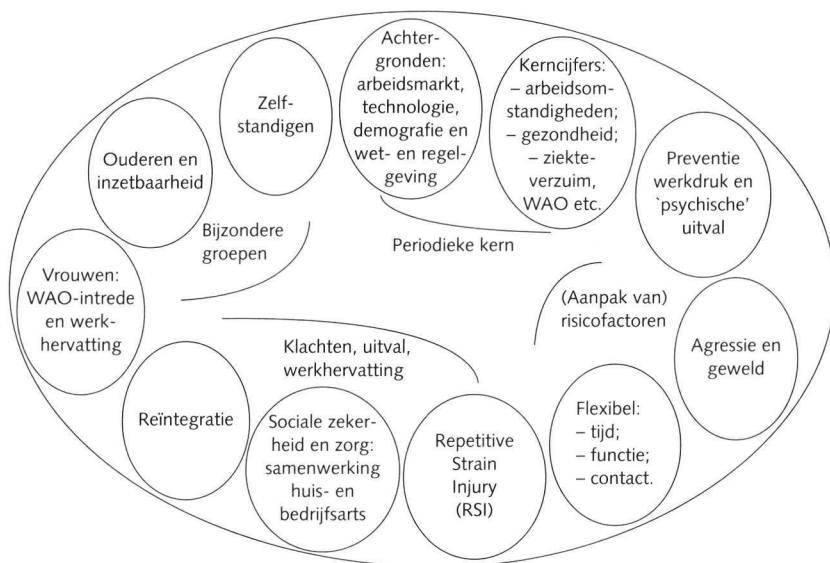 Achter-
gronden:
arbeidsmarkt,
technologie,
demografie en
wet- en regel-
geving
Kerncijfers:
– arbeidsom-
standigheden;
– gezondheid;
– ziekte-
verzuim,
WAO etc.
Zelf-
standigen
Ouderen en
inzetbaarheid
Preventie
werkdruk en
‘psychische’
uitval
Bijzondere
groepen
Periodieke kern
Vrouwen:
WAO-intrede
en werk-
hervatting
(Aanpak van)
risicofactoren
Agressie en
geweld
Klachten, uitval,
werkhervatting
Reïntegratie
Sociale zeker-
heid en zorg:
samenwerking
huis- en
bedrijfsarts
Repetitive
Strain
Injury
(RSI)
Flexibel:
– tijd;
– functie;
– contact.